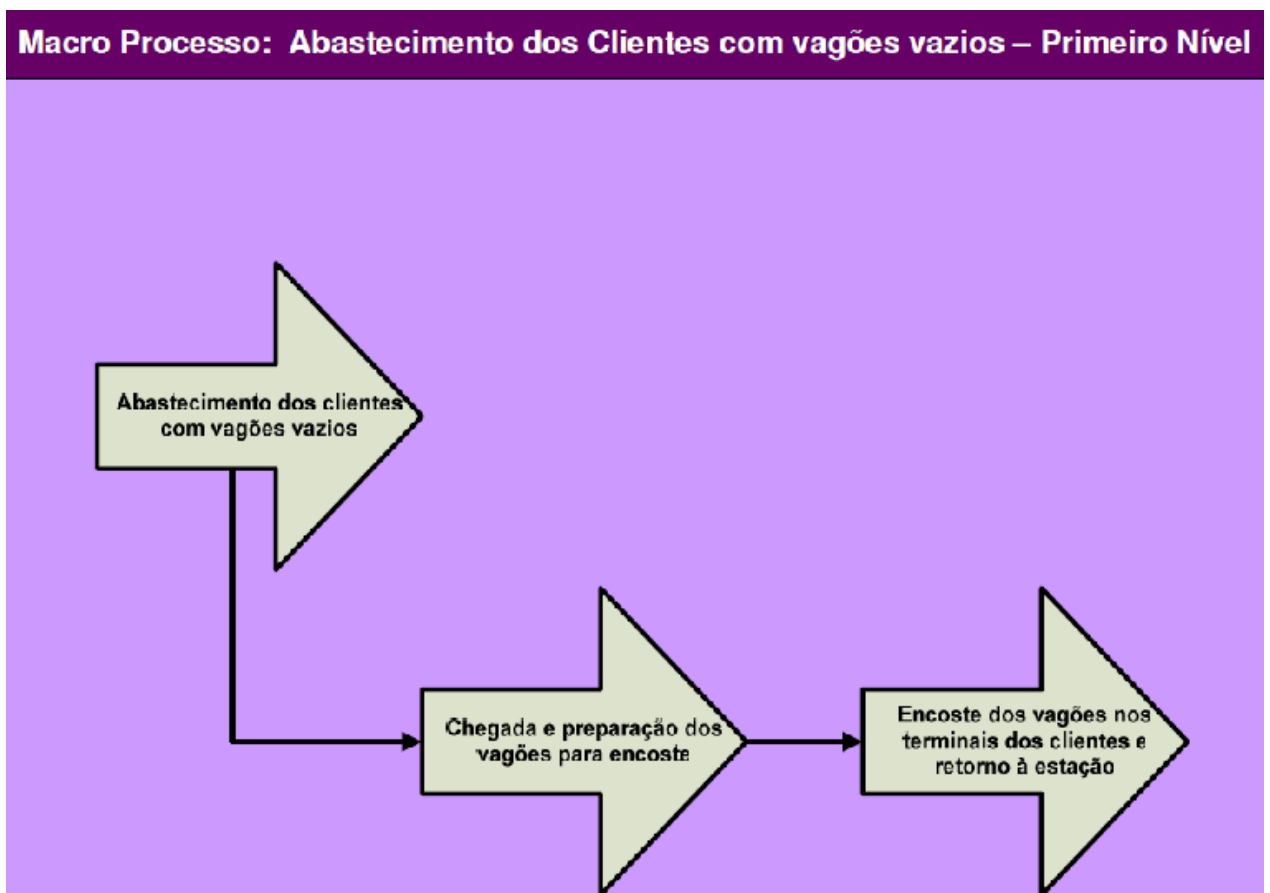 Macro Processo: Abastecimento dos Clientes com vagões vazios – Primeiro Nível
Abastecimento dos clientes
com vagões vazios
Chegada e preparação dos
vagões para encoste
Encoste dos vagões nos
terminais dos clientes e
retorno à estação